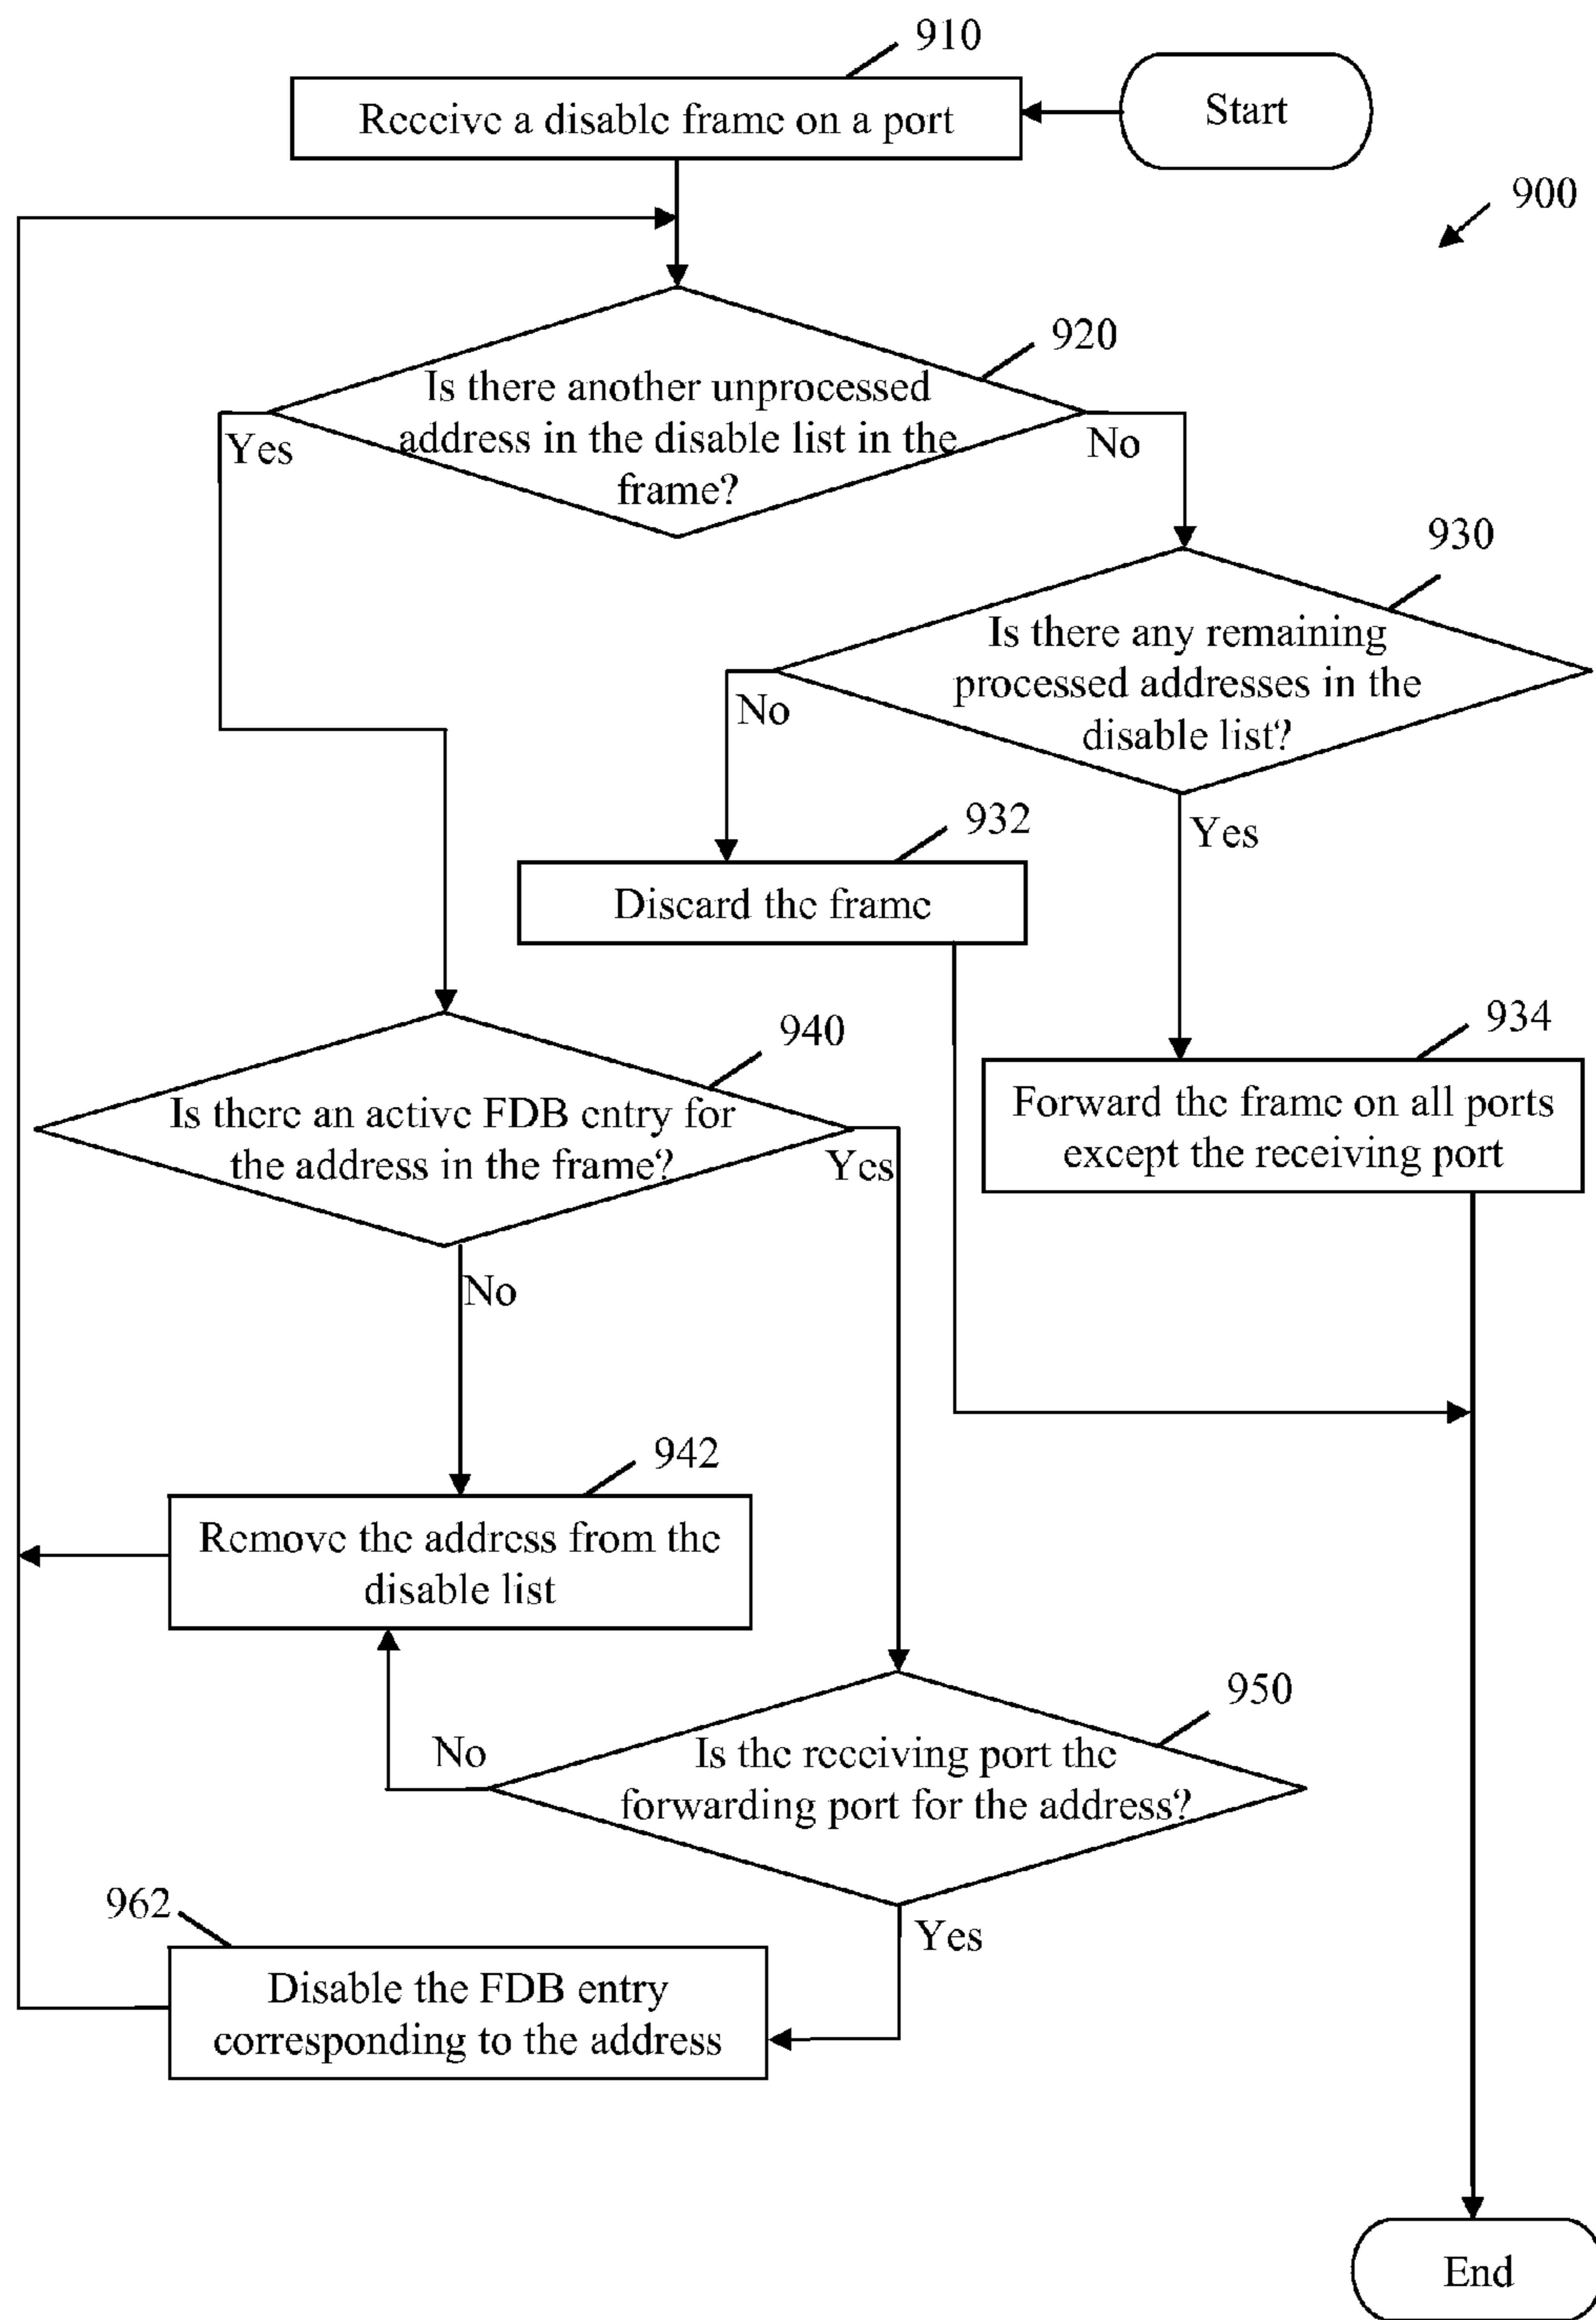 910
Receive a disable frame on a port
Start
900
920
Is there another unprocessed
address in the disable list in the
frame?
Yes
No
930
Is there any remaining
processed addresses in the
disable list?
No
Yes
932
Discard the frame
934
Forward the frame on all ports
except the receiving port
940
Is there an active FDB entry for
the address in the frame?
Yes
No
942
Remove the address from the
disable list
950
Is the receiving port the
forwarding port for the address?
No
Yes
962
Disable the FDB entry
corresponding to the address
End